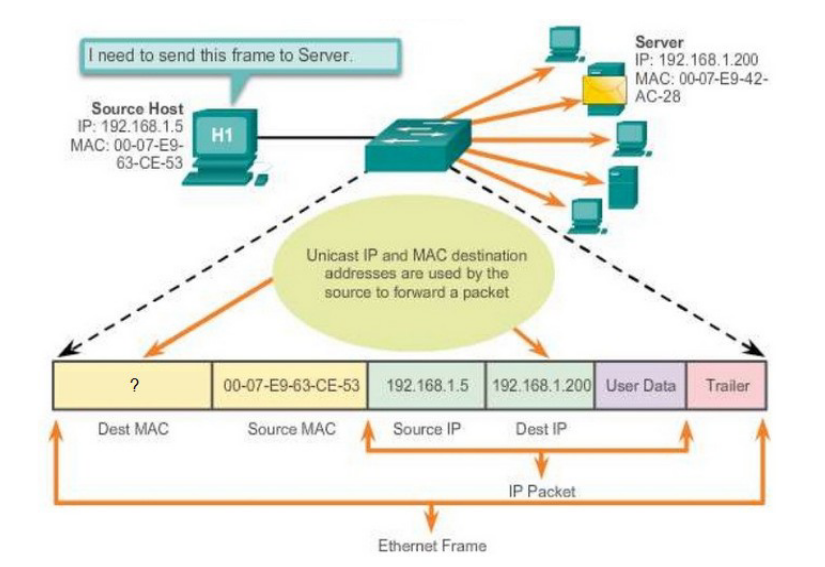 I need to send this frame to Server.
Server
IP: 192.168.1.200
MAC: 00-07-E9-42-
AC-28
Source Host
IP: 192.168.1.5
MAC: 00-07-E9-
63-CE-53
H1
Unicast IP and MAC destination
addresses are used by the
source to forward a packet
? 00-07-E9-63-CE-53 192.168.1.5 192.168.1.200 User Data Trailer
Dest MAC Source MAC Source IP Dest IP
IP Packet
Ethernet Frame